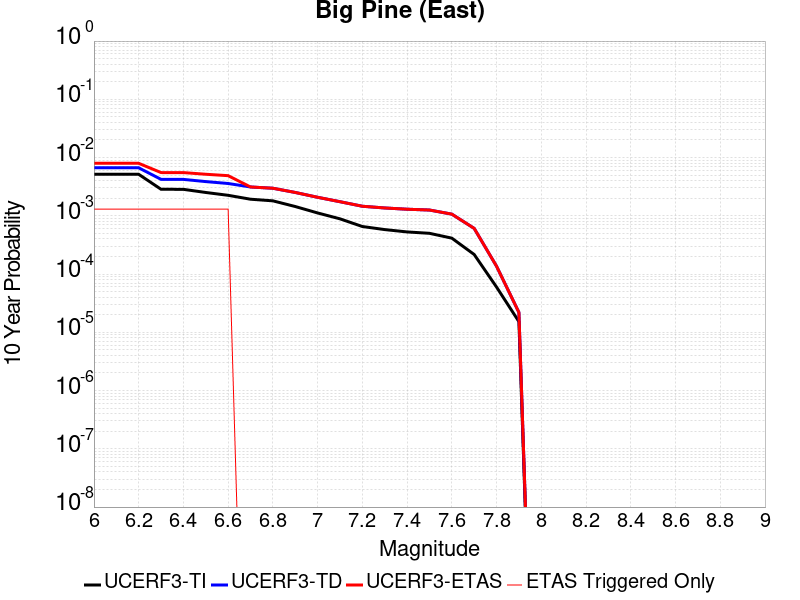 Big Pine (East)
10 0
10 -1
10 -2
10 -3
10 -4
10 -5
10 -6
10 -7
10 -8
10 Year Probability
6 6.2 6.4 6.6 6.8 7 7.2 7.4 7.6 7.8 8 8.2 8.4 8.6 8.8 9
Magnitude
UCERF3-TI UCERF3-TD UCERF3-ETAS ETAS Triggered Only